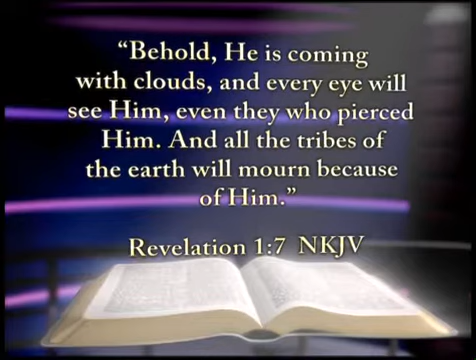 “Behold, He is coming
with clouds, and every eye will
see Him, even they who pierced
Him. And all the tribes of
the earth will mourn because
of Him.”
Revelation 1:7 NKJV